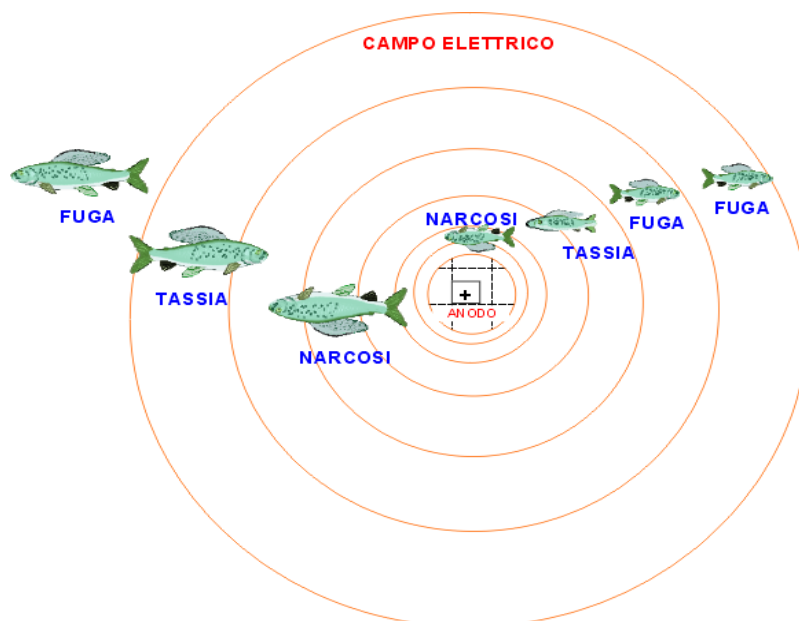 CAMPO ELETTRICO
FUGA
TASSIA
NARCOSI
NARCOSI
TASSIA
FUGA
FUGA
+
ANODO